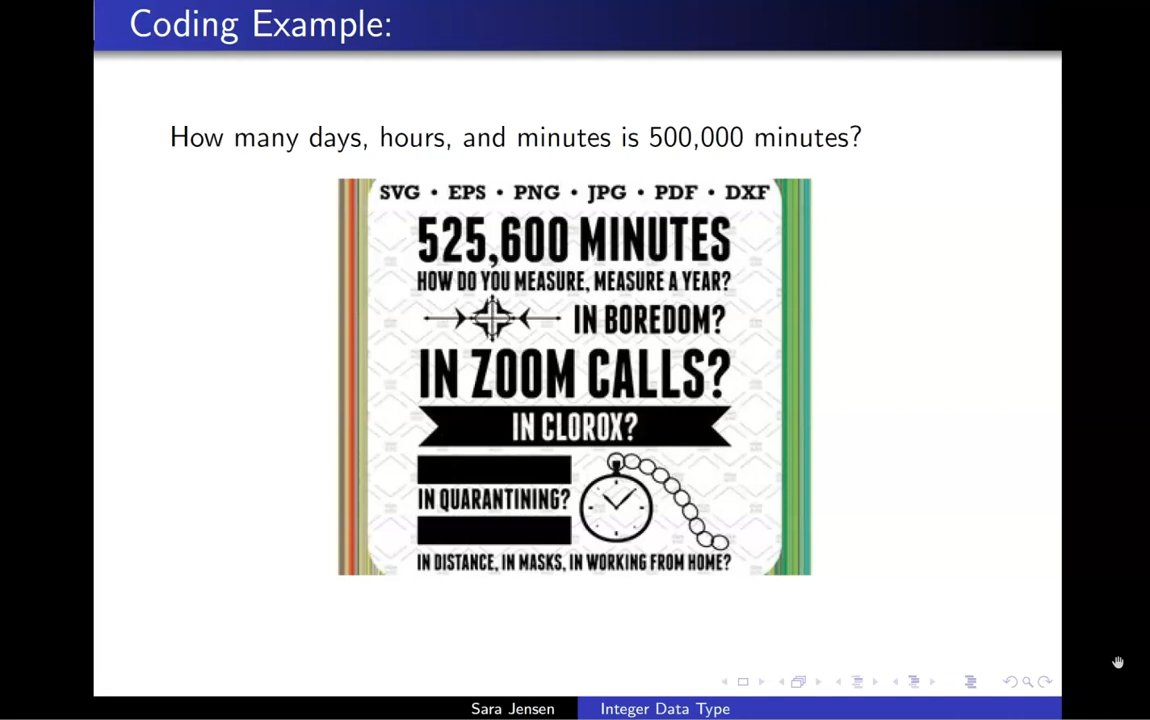 Coding Example:
How many days, hours, and minutes is 500,000 minutes?
SVG • EPS • PNG • JPG • PDF • DXF
525,600 MINUTES
HOW DO YOU MEASURE, MEASURE A YEAR?
IN BOREDOM?
IN ZOOM CALLS?
IN CLOROX?
IN QUARANTINING?
IN DISTANCE, IN MASKS, IN WORKING FROM HOME?
Sara Jensen
Integer Data Type